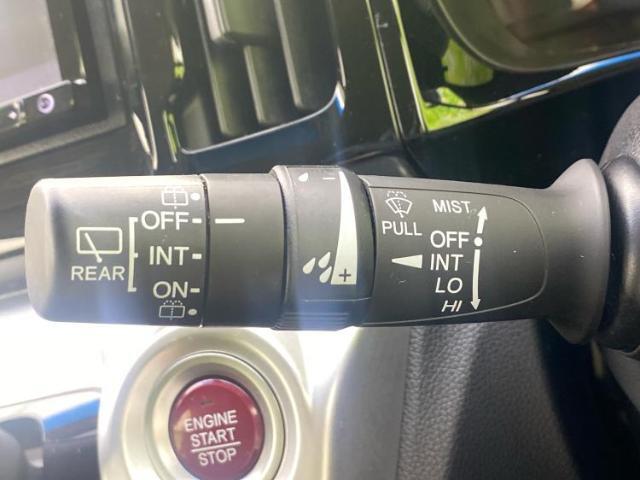 REAR
OFF
INT
ON
- +
PULL
MIST
OFF
INT
LO
HI
ENGINE
START
STOP